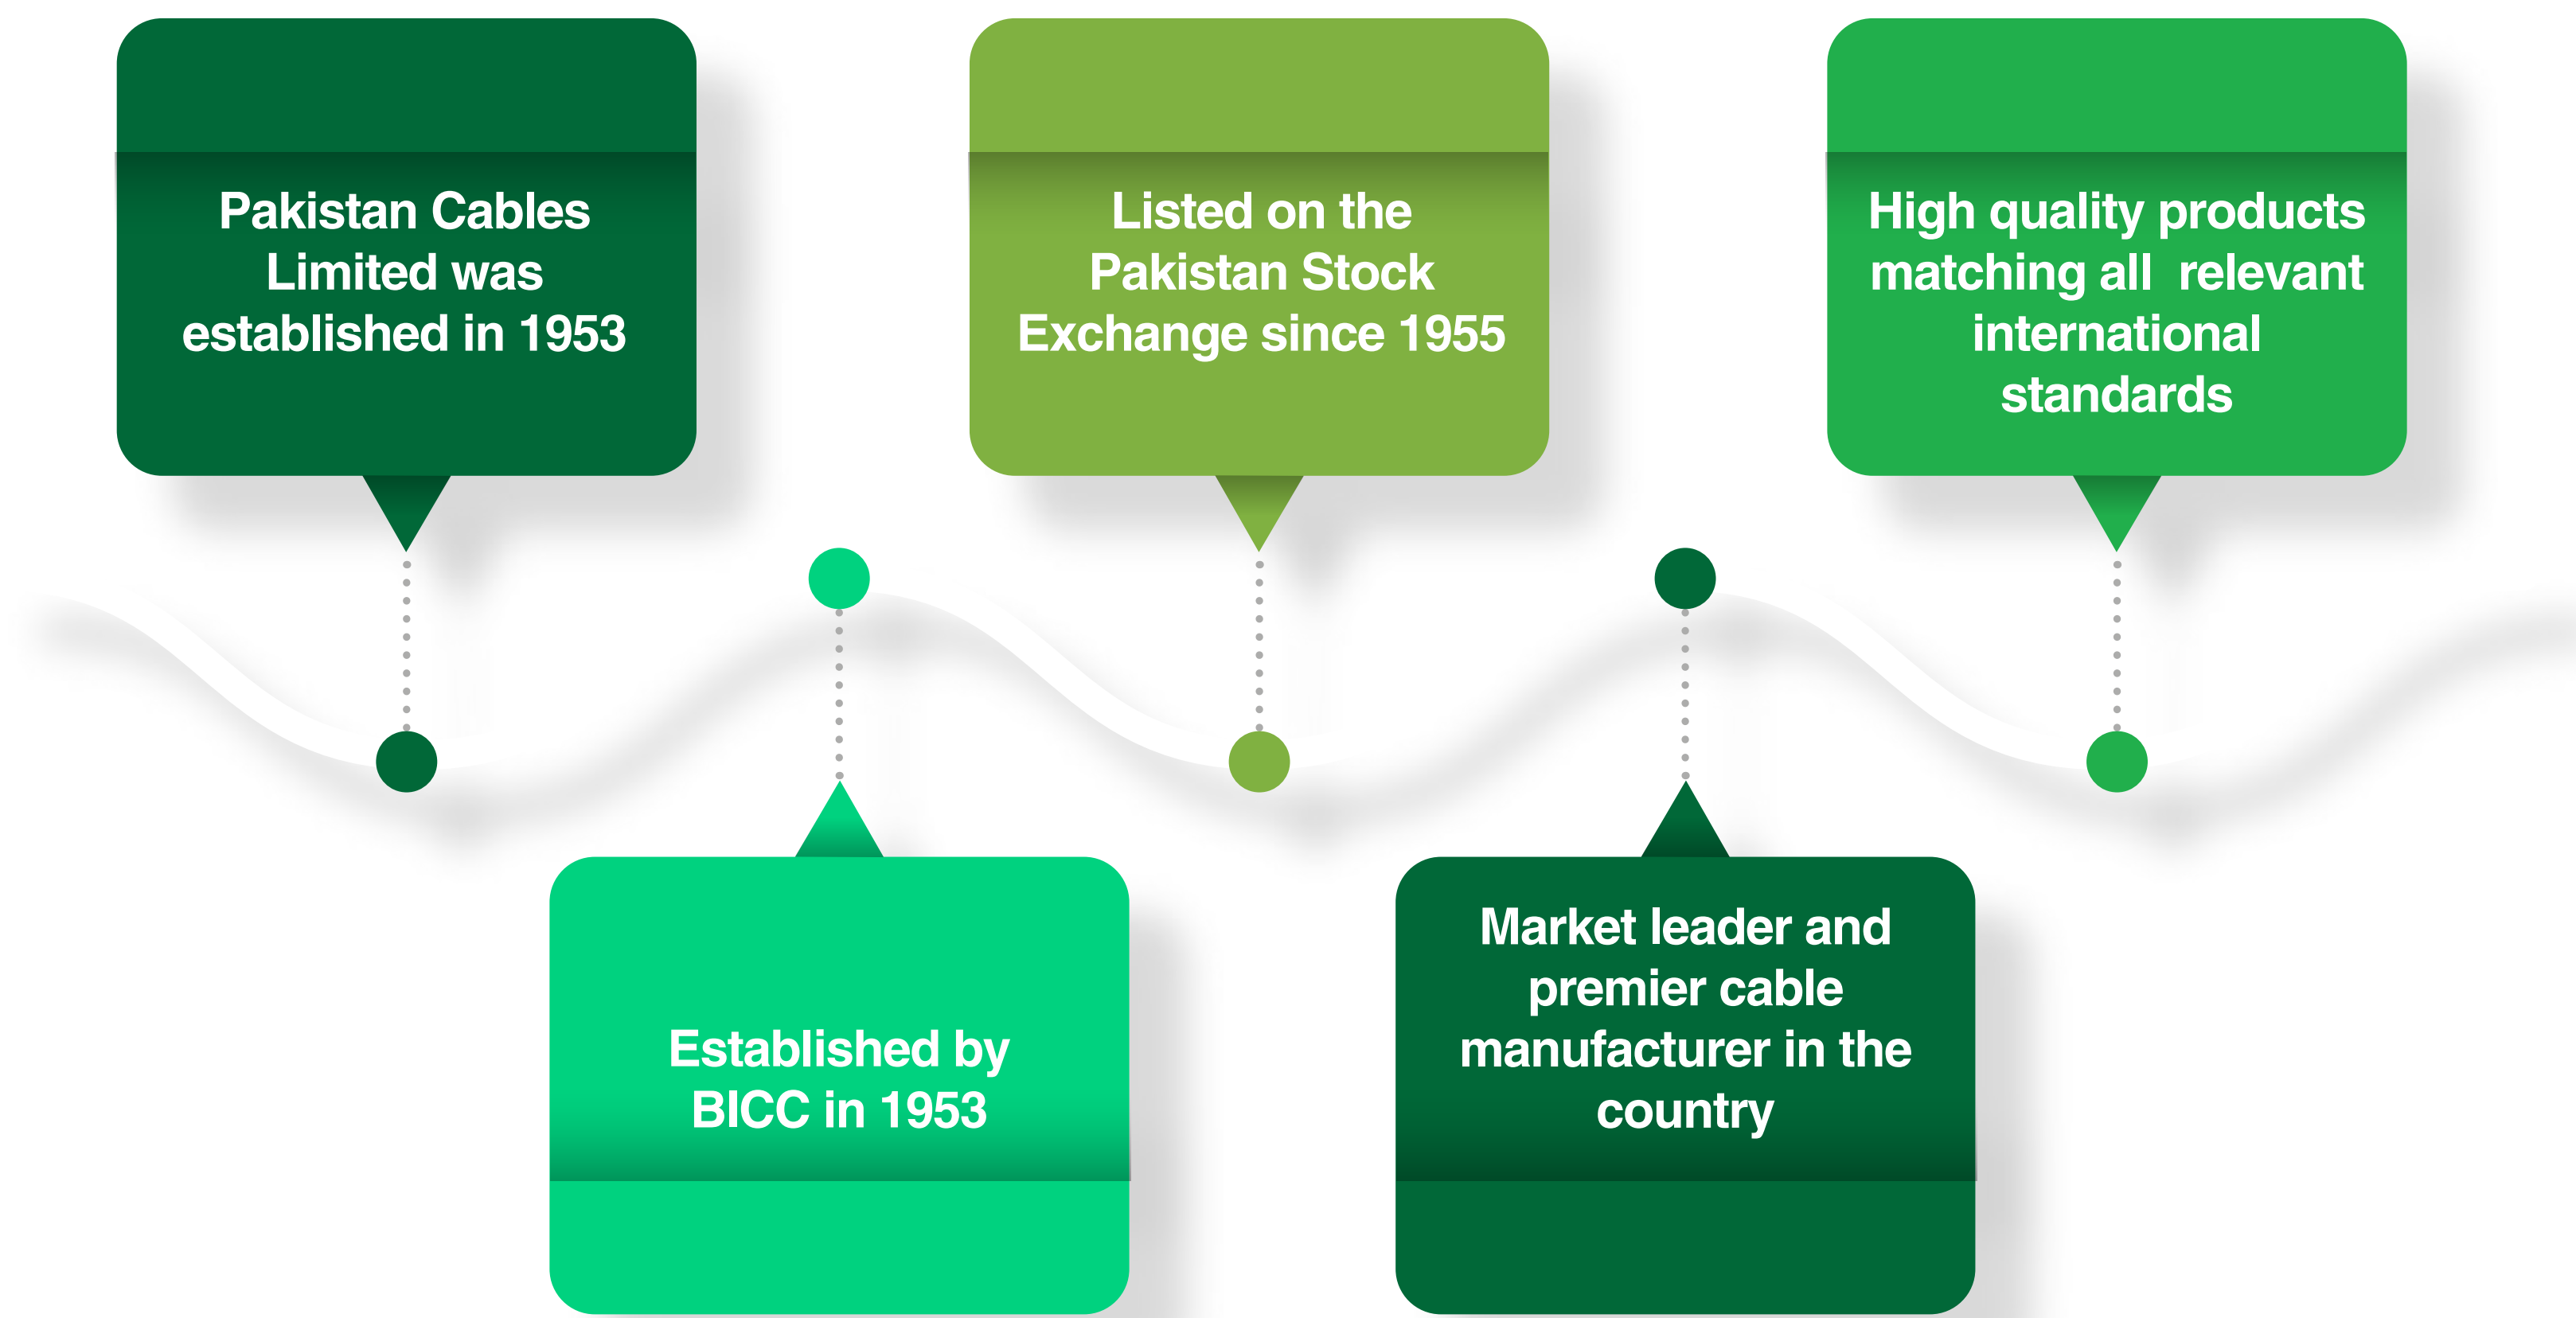 Pakistan Cables
Limited was
established in 1953
Established by
BICC in 1953
Listed on the
Pakistan Stock
Exchange since 1955
Market leader and
premier cable
manufacturer in the
country
High quality products
matching all  relevant
international
standards